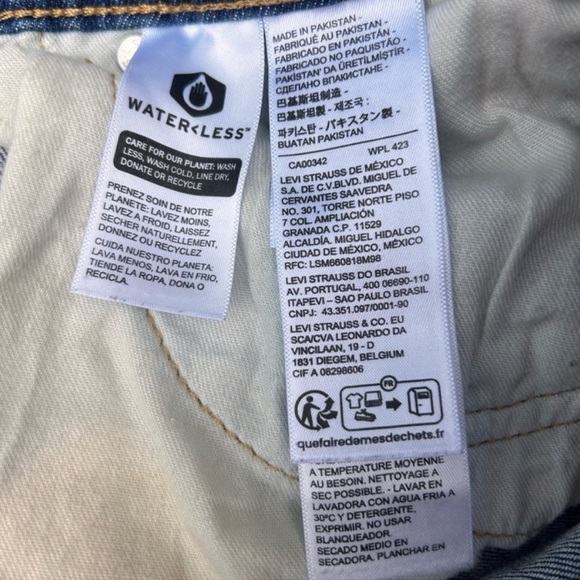 WATER<LESS™
CARE FOR OUR PLANET: WASH
LESS, WASH COLD, LINE DRY,
DONATE OR RECYCLE
PRENEZ SOIN DE NOTRE
PLANETE: LAVEZ MOINS,
LAVEZ A FROID, LAISSEZ
SECHER NATURELLEMENT,
DONNEZ OU RECYCLEZ
CUIDA NUESTRO PLANETA:
LAVA MENOS, LAVA EN FRIO,
TIENDE LA ROPA, DONA O
RECICLA.
MADE IN PAKISTAN -
FABRIQUÉ AU PAKISTAN -
FABRICADO EN PAKISTÁN -
FABRICADO NO PAQUISTÃO -
PAKISTAN' DA ÜRETİLMİŞTİR -
СДЕЛАНО ВПАКИСТАНЕ -
巴基斯坦制造 -
巴基斯坦製 - 제조국 :
파키스탄 - パキスタン製 -
BUATAN PAKISTAN
CA00342 WPL 423
LEVI STRAUSS DE MÉXICO
S.A. DE C.V.BLVD. MIGUEL DE
CERVANTES SAAVEDRA
NO. 301, TORRE NORTE PISO
7 COL. AMPLIACIÓN
GRANADA C.P. 11529
ALCALDÍA. MIGUEL HIDALGO
CIUDAD DE MÉXICO, MÉXICO
RFC: LSM660818M98
LEVI STRAUSS DO BRASIL
AV. PORTUGAL, 400 06690-110
ITAPEVI – SAO PAULO BRASIL
CNPJ: 43.351.097/0001-90
LEVI STRAUSS & CO. EU
SCA/CVA LEONARDO DA
VINCILAAN, 19 - D
1831 DIEGEM, BELGIUM
CIF A 08298606
FR
quefairedemesdechets.fr
A TEMPERATURE MOYENNE
AU BESOIN. NETTOYAGE A
SEC POSSIBLE. - LAVAR EN
LAVADORA CON AGUA FRIA A
30ºC Y DETERGENTE,
EXPRIMIR. NO USAR
BLANQUEADOR.
SECADO MEDIO EN
SECADORA, PLANCHAR EN